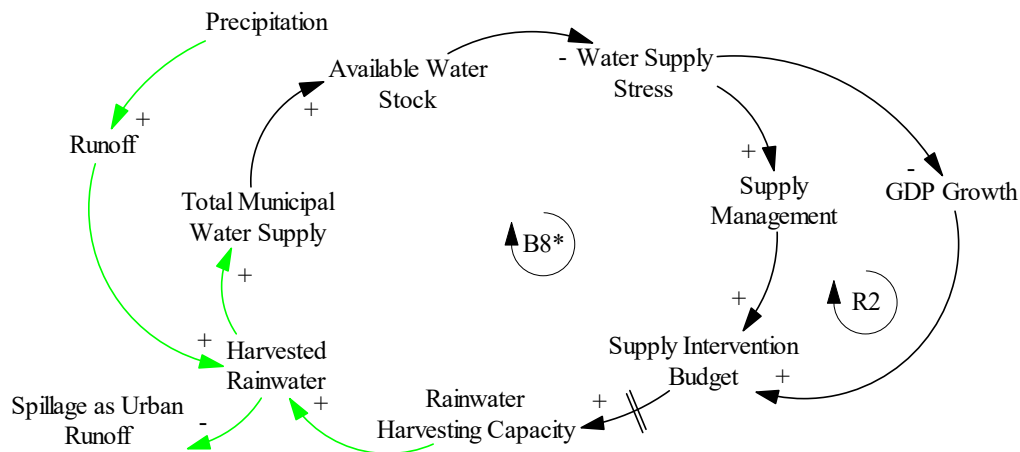 Precipitation
+
Runoff
Available Water
Stock
+
- Water Supply
Stress
+
Supply
Management
-
GDP Growth
Total Municipal
Water Supply
+
B8*
R2
+
Supply Intervention
Budget
+
+
Harvested
Rainwater
+
Rainwater
Harvesting Capacity
+
Spillage as Urban
Runoff
-